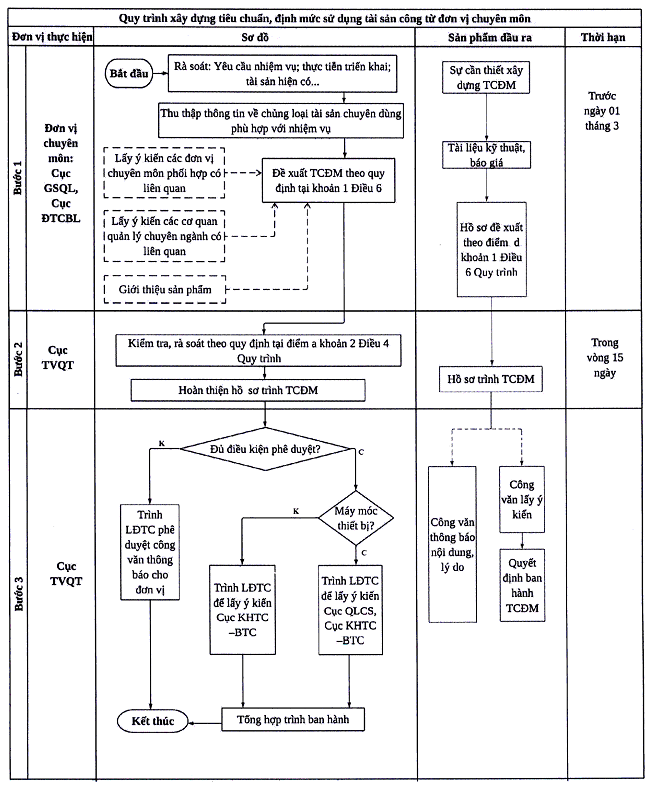 Quy trình xây dựng tiêu chuẩn, định mức sử dụng tài sản công từ đơn vị chuyên môn
Đơn vị thực hiện
Sơ đồ
Sản phẩm đầu ra
Thời hạn
Bước 1
Đơn vị
chuyên
môn:
Cục
GSQL,
Cục
ĐTCBL
Bắt đầu
Rà soát: Yêu cầu nhiệm vụ; thực tiễn triển khai;
tài sản hiện có...
Thu thập thông tin về chủng loại tài sản chuyên dùng
phù hợp với nhiệm vụ
Lấy ý kiến các đơn vị
chuyên môn phối hợp có
liên quan
Đề xuất TCĐM theo quy
định tại khoản 1 Điều 6
Lấy ý kiến các cơ quan
quản lý chuyên ngành có
liên quan
Giới thiệu sản phẩm
Sự cần thiết xây
dựng TCĐM
Tài liệu kỹ thuật,
báo giá
Hồ sơ đề xuất
theo điểm d
khoản 1 Điều
6 Quy trình
Trước
ngày 01
tháng 3
Bước 2
Cục
TVQT
Kiểm tra, rà soát theo quy định tại điểm a khoản 2 Điều 4
Quy trình
Hoàn thiện hồ sơ trình TCĐM
Hồ sơ trình TCĐM
Trong
vòng 15
ngày
Bước 3
Cục
TVQT
Đủ điều kiện phê duyệt?
K
C
Trình
LĐTC phê
duyệt công
văn thông
báo cho
đơn vị
Máy móc
thiết bị?
K
C
Trình LĐTC
để lấy ý kiến
Cục KHTC
–BTC
Trình LĐTC
để lấy ý kiến
Cục QLCS,
Cục KHTC
–BTC
Kết thúc
Tổng hợp trình ban hành
Công văn
thông báo
nội dung,
lý do
Công
văn lấy ý
kiến
Quyết
định ban
hành
TCĐM